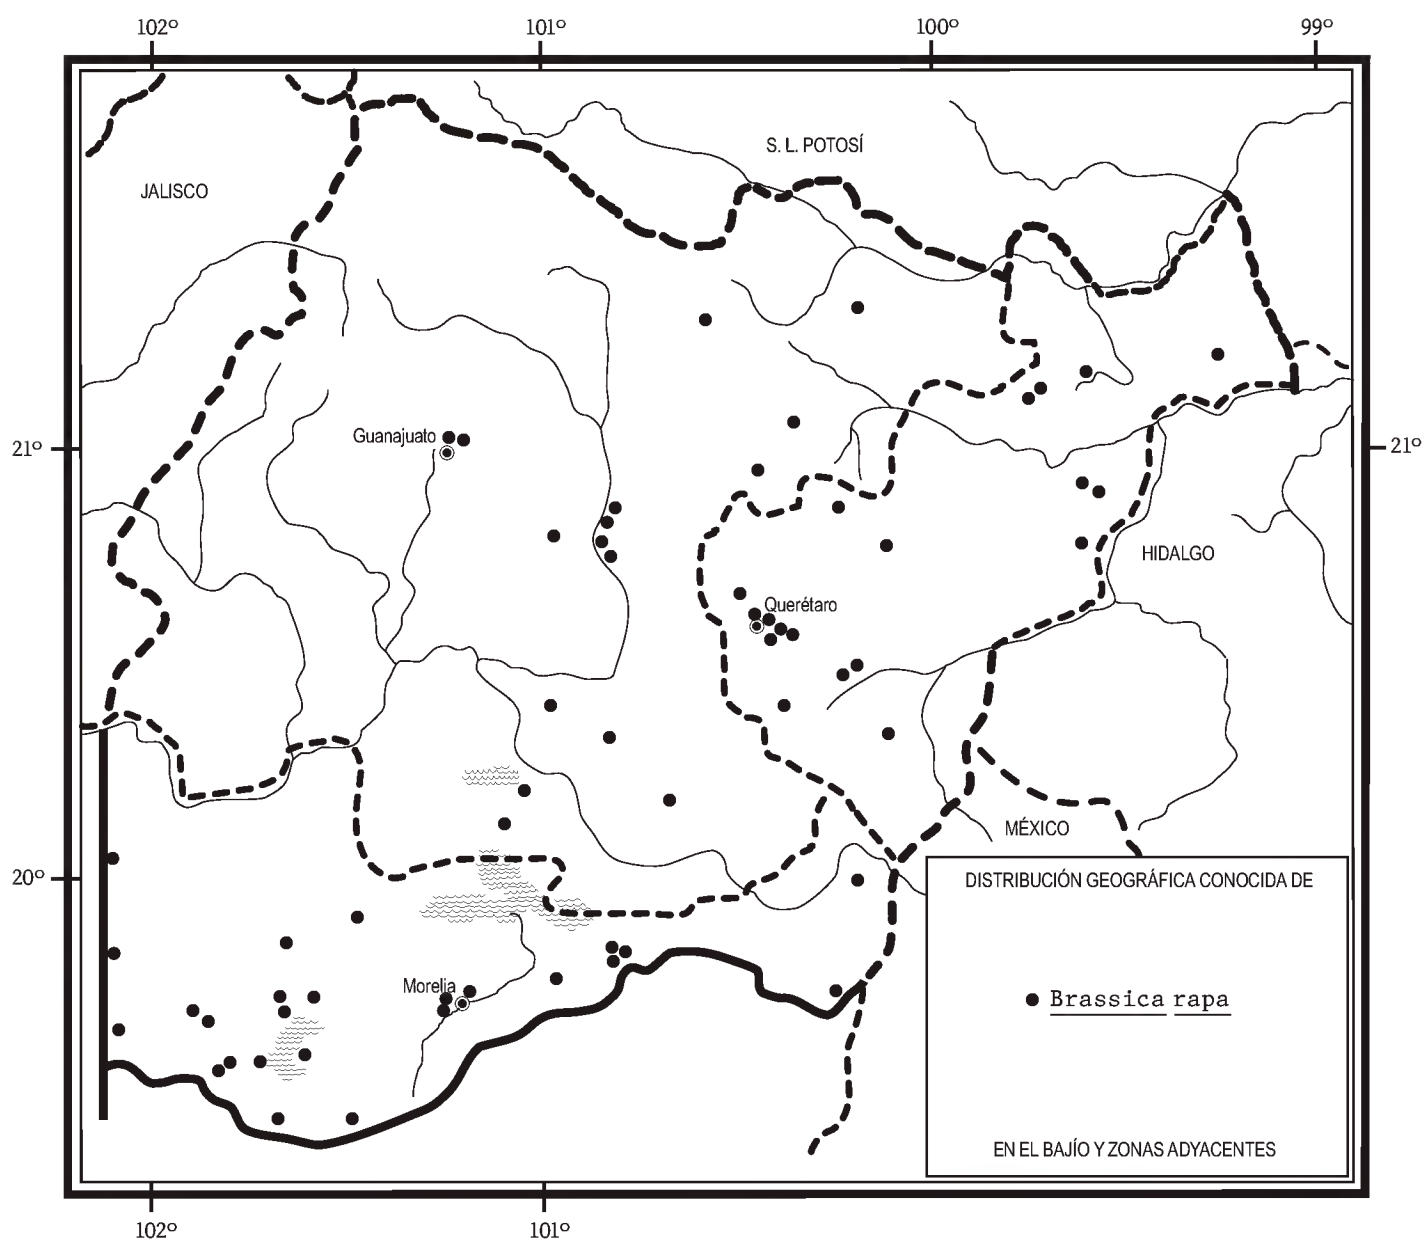 102º 101º 100º 99º
S. L. POTOSÍ
JALISCO
Guanajuato
21º 21º
HIDALGO
Querétaro
MÉXICO
20º
DISTRIBUCIÓN GEOGRÁFICA CONOCIDA DE
Morelia
Brassica rapa
EN EL BAJÍO Y ZONAS ADYACENTES
102º 101º